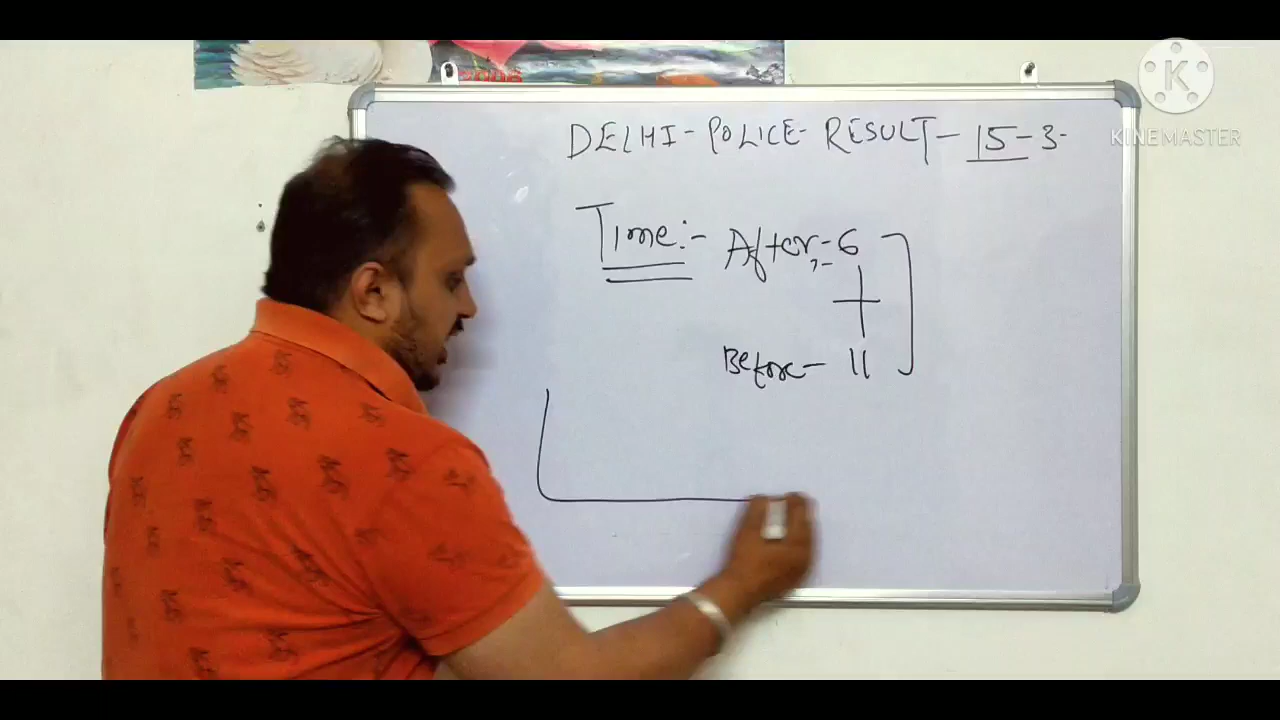 DELHI-POLICE-RESULT-15-3-
Time:- After:-6
Before-11
K
KINEMASTER